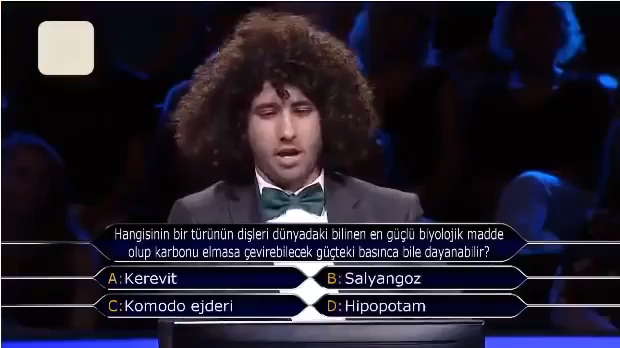 Hangisinin bir türünün dişleri dünyadaki bilinen en güçlü biyolojik madde
olup karbonu elmasa çevirebilecek güçteki basınca bile dayanabilir?
A: Kerevit
B: Salyangoz
C: Komodo ejderi
D: Hipopotam